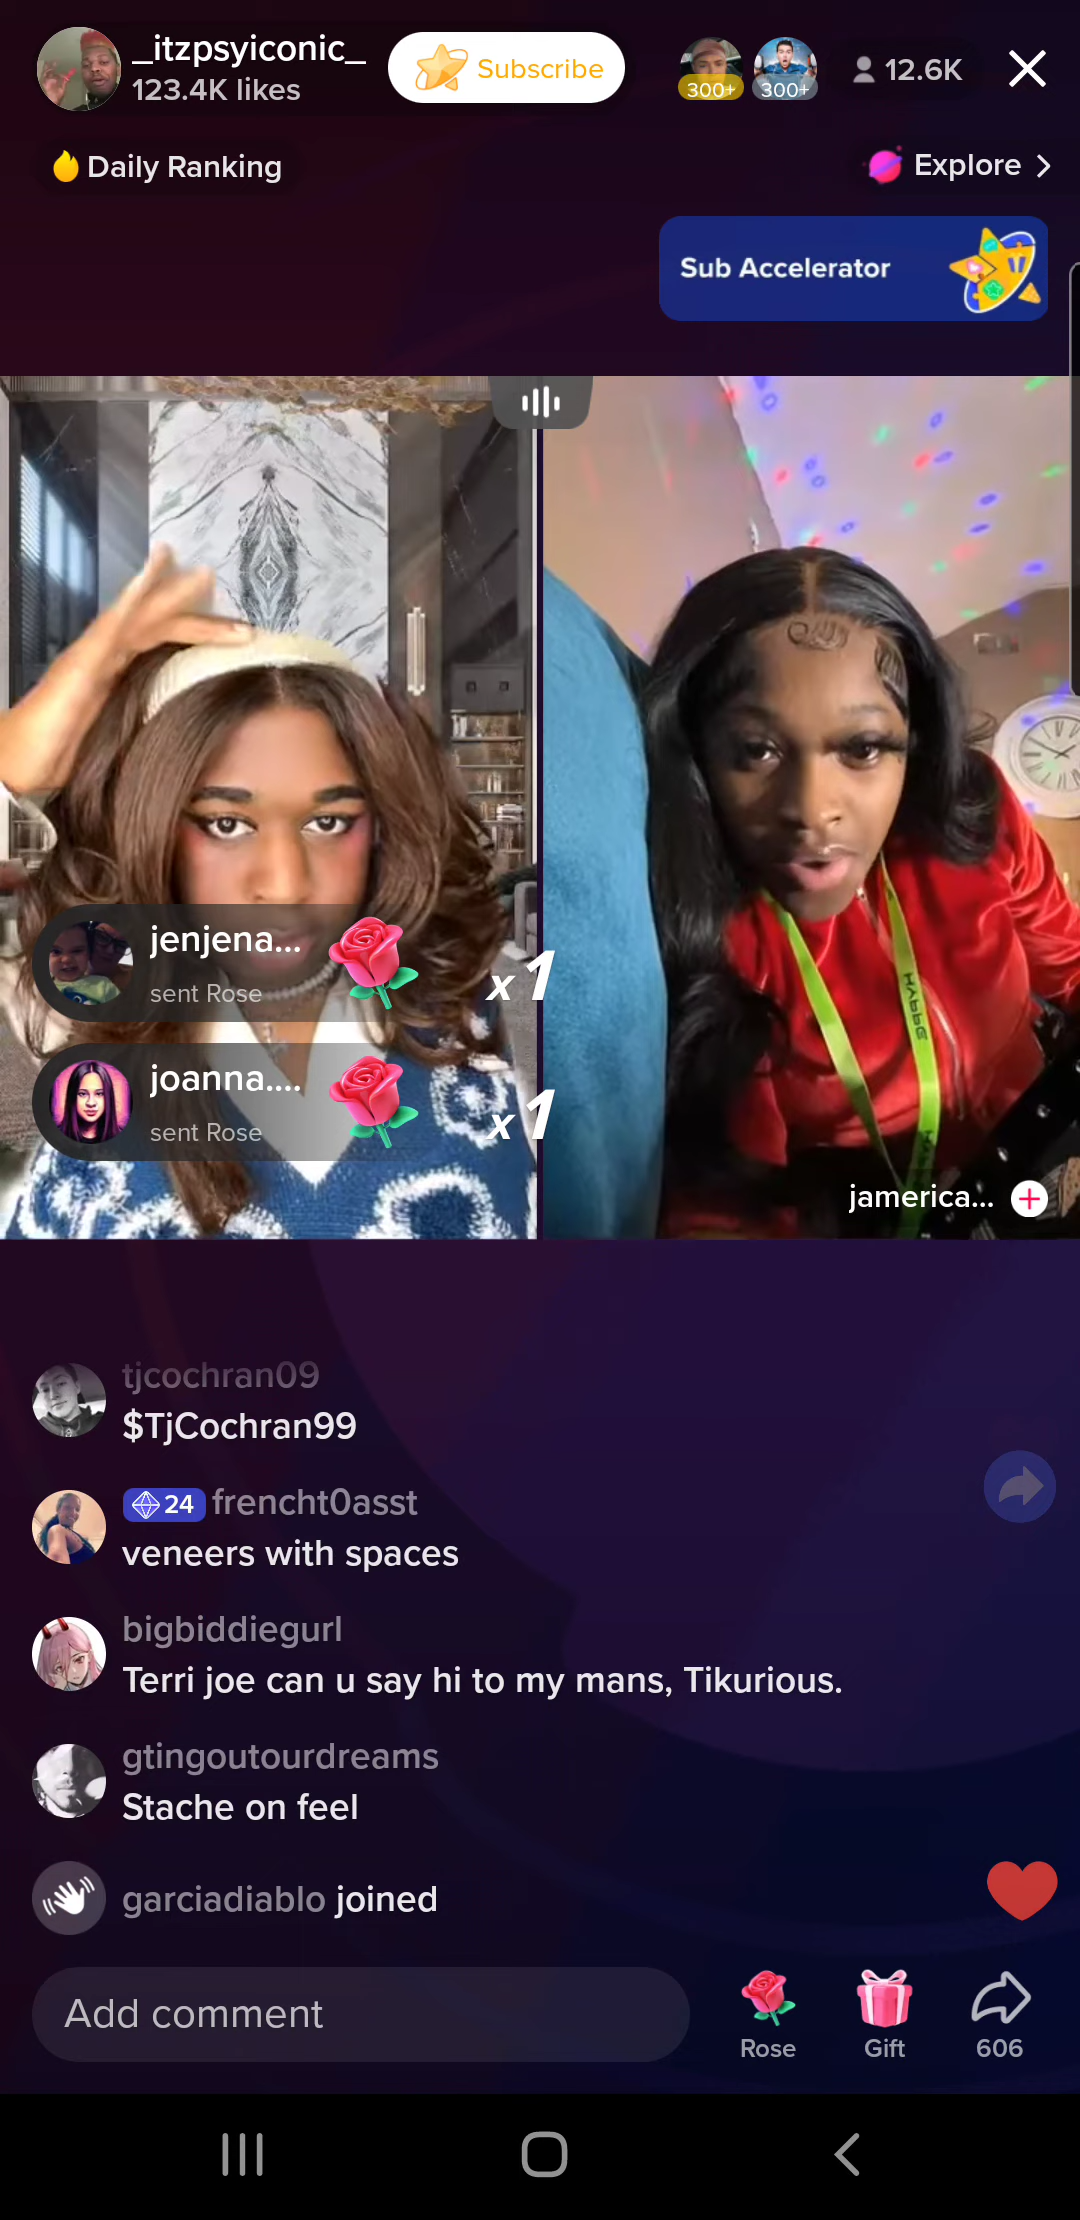 _itzpsyiconic_
123.4K likes
Subscribe
300+
300+
12.6K
Daily Ranking
Explore
Sub Accelerator
jenjena...
sent Rose
x1
joanna....
sent Rose
x1
jamerica...
tjcochran09
$TjCochran99
24 frencht0asst
veneers with spaces
bigbiddiegurl
Terri joe can u say hi to my mans, Tikurious.
gtingoutourdreams
Stache on feel
garciadiablo joined
Add comment
Rose
Gift
606